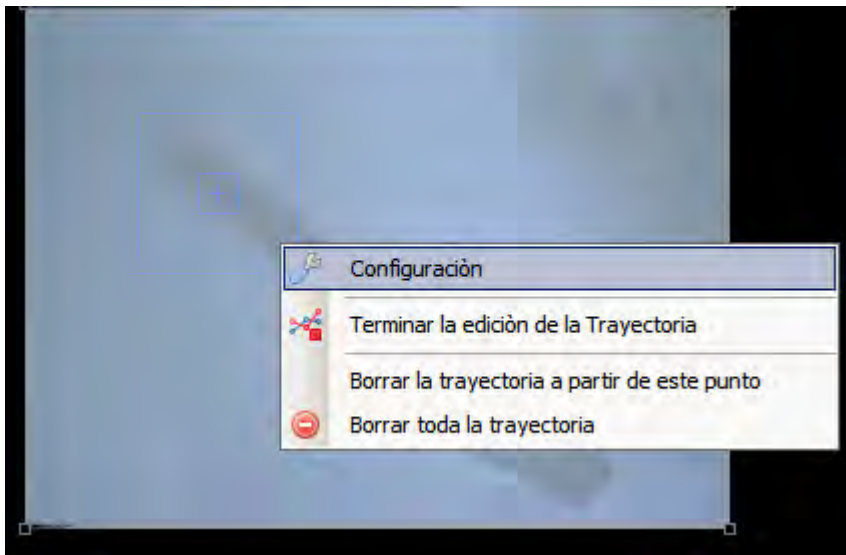 Configuraciòn
Terminar la ediciòn de la Trayectoria
Borrar la trayectoria a partir de este punto
Borrar toda la trayectoria